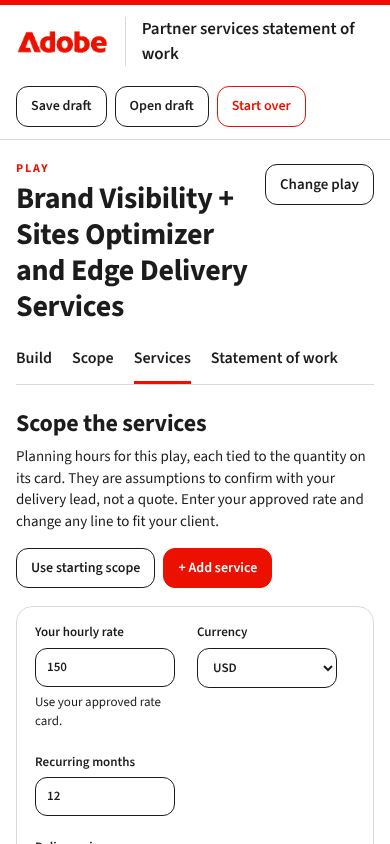 Adobe
Partner services statement of
work
Save draft
Open draft
Start over
PLAY
Brand Visibility +
Sites Optimizer
and Edge Delivery
Services
Change play
Build
Scope
Services
Statement of work
Scope the services
Planning hours for this play, each tied to the quantity on
its card. They are assumptions to confirm with your
delivery lead, not a quote. Enter your approved rate and
change any line to fit your client.
Use starting scope
+ Add service
Your hourly rate
Currency
150
USD
Use your approved rate
card.
Recurring months
12